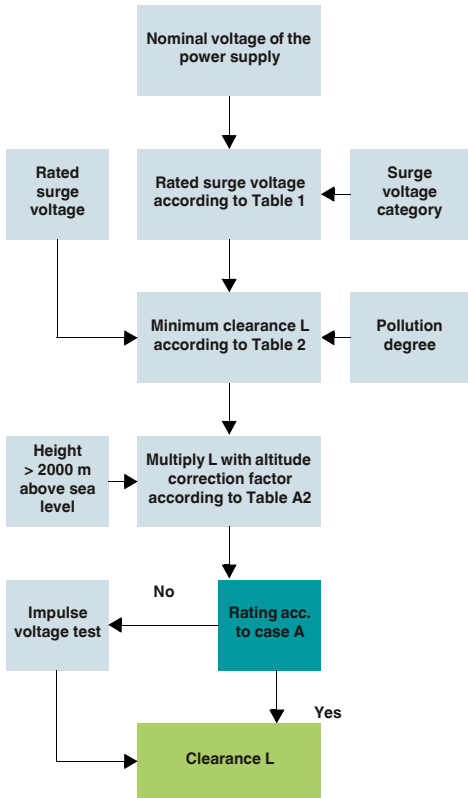 Nominal voltage of the
power supply
Rated
surge
voltage
Rated surge voltage
according to Table 1
Surge
voltage
category
Minimum clearance L
according to Table 2
Pollution
degree
Height
> 2000 m
above sea
level
Multiply L with altitude
correction factor
according to Table A2
No
Impulse
voltage test
Rating acc.
to case A
Yes
Clearance L